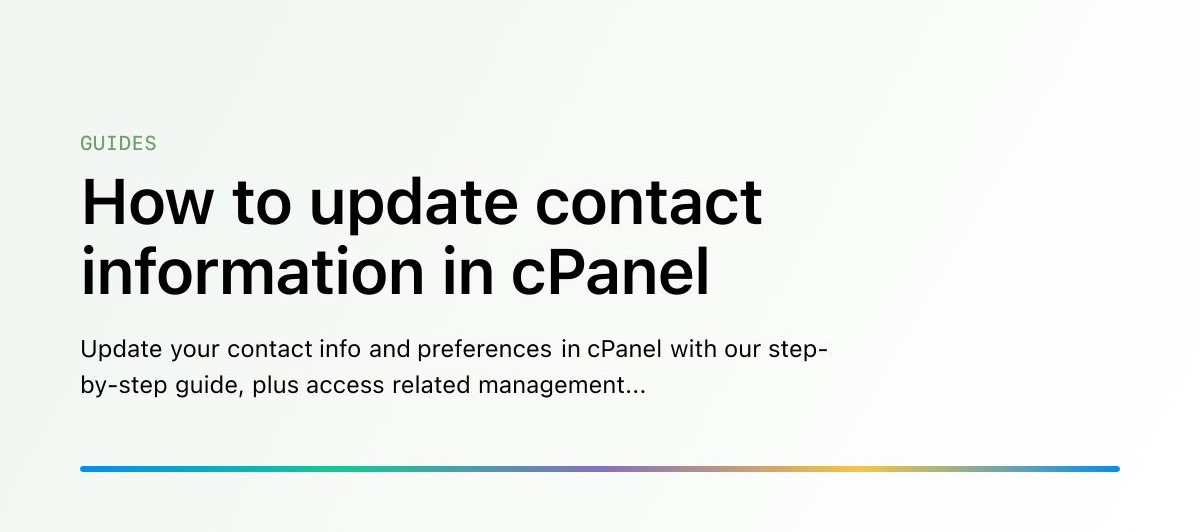 GUIDES
How to update contact
information in cPanel
Update your contact info and preferences in cPanel with our step-
by-step guide, plus access related management...